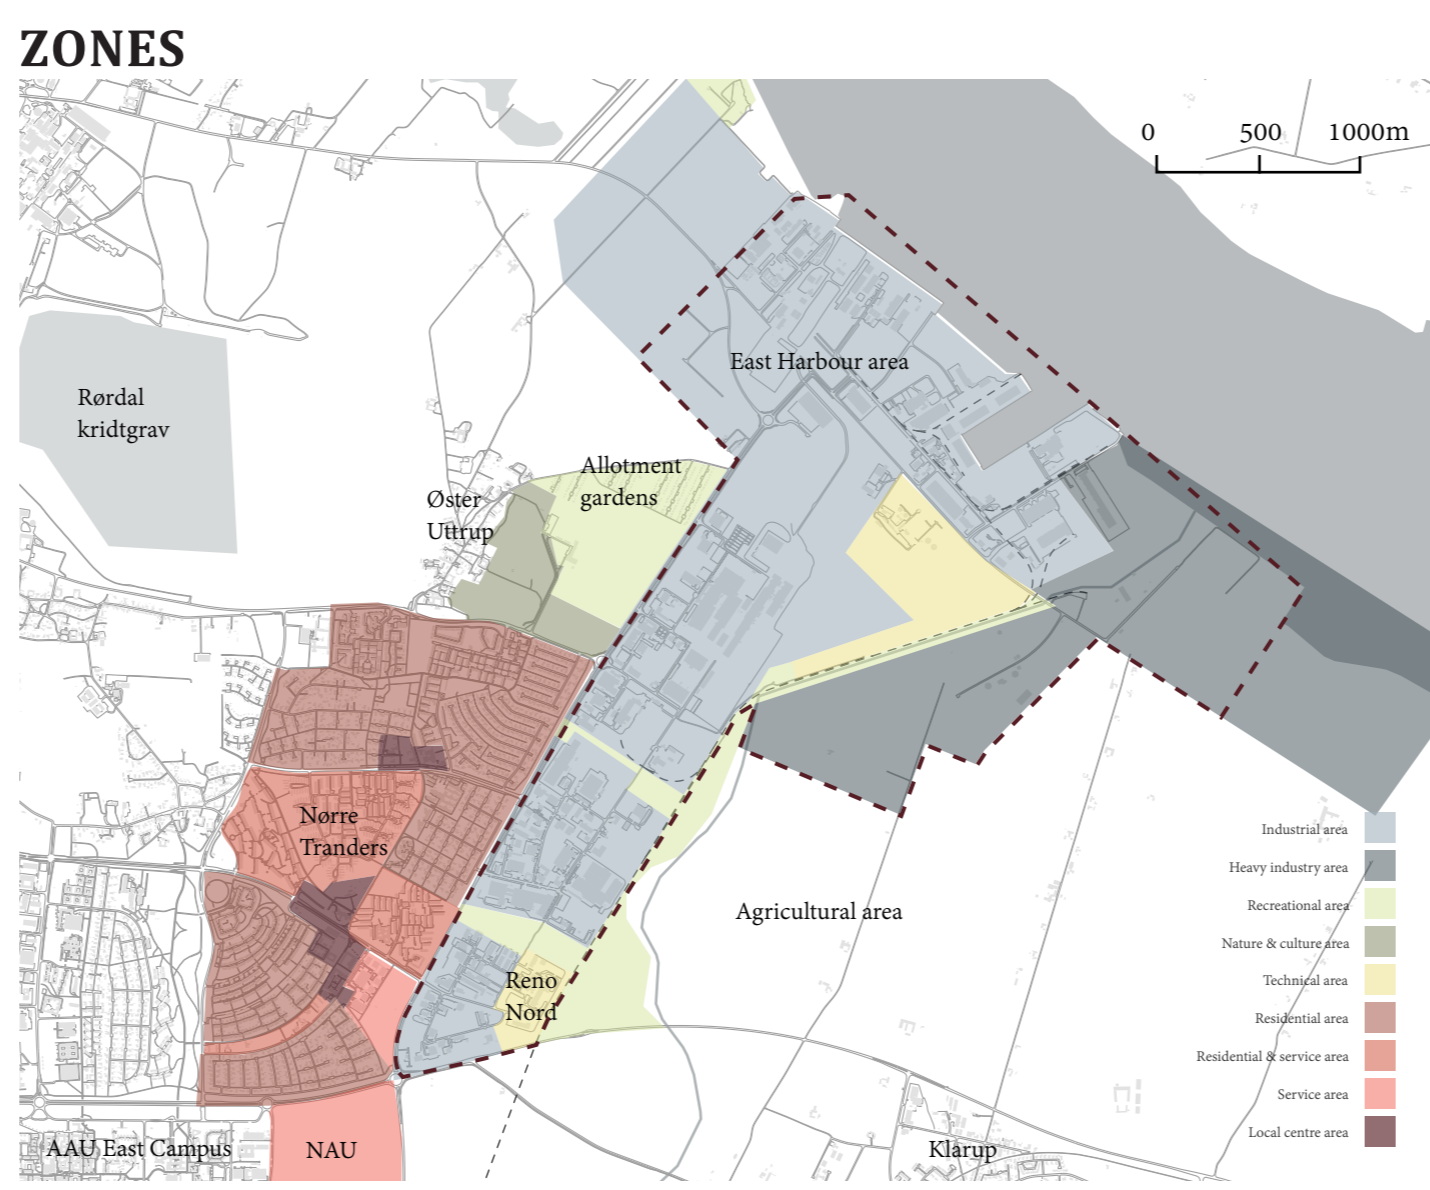 ZONES
0 500 1000m
East Harbour area
Rørdal
kridtgrav
Allotment
gardens
Øster
Uttrup
Nørre
Tranders
Agricultural area
Reno
Nord
AAU East Campus
NAU
Klarup
Industrial area
Heavy industry area
Recreational area
Nature & culture area
Technical area
Residential area
Residential & service area
Service area
Local centre area